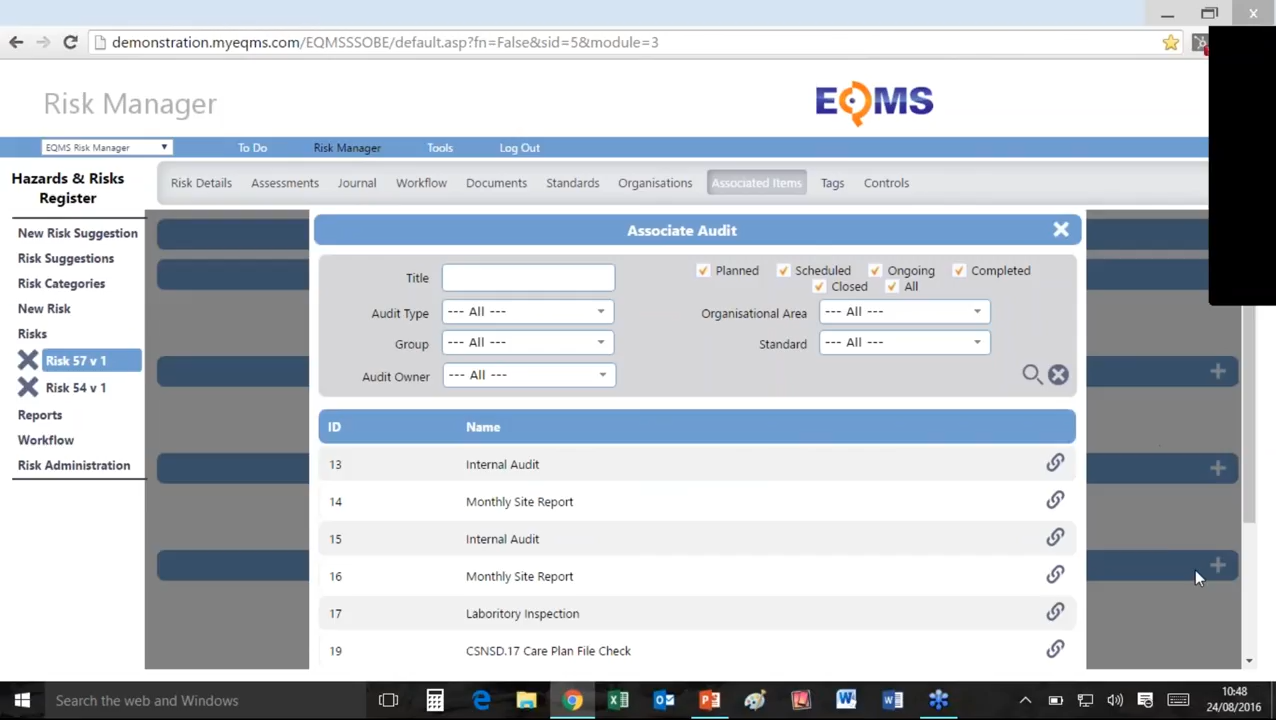 demonstration.myeqms.com/EQMSSSOBE/default.asp?fn=False&sid=5&module=3
Risk Manager
EQMS
EQMS Risk Manager
To Do
Risk Manager
Tools
Log Out
Hazards & Risks
Register
Risk Details
Assessments
Journal
Workflow
Documents
Standards
Organisations
Associated Items
Tags
Controls
New Risk Suggestion
Risk Suggestions
Risk Categories
New Risk
Risks
Risk 57 v 1
Risk 54 v 1
Reports
Workflow
Risk Administration
Associate Audit
Title
Planned
Scheduled
Ongoing
Completed
Closed
All
Audit Type
--- All ---
Organisational Area
--- All ---
Group
--- All ---
Standard
--- All ---
Audit Owner
--- All ---
ID Name
13 Internal Audit
14 Monthly Site Report
15 Internal Audit
16 Monthly Site Report
17 Laboritory Inspection
19 CSNSD.17 Care Plan File Check
Search the web and Windows
10:48
24/08/2016